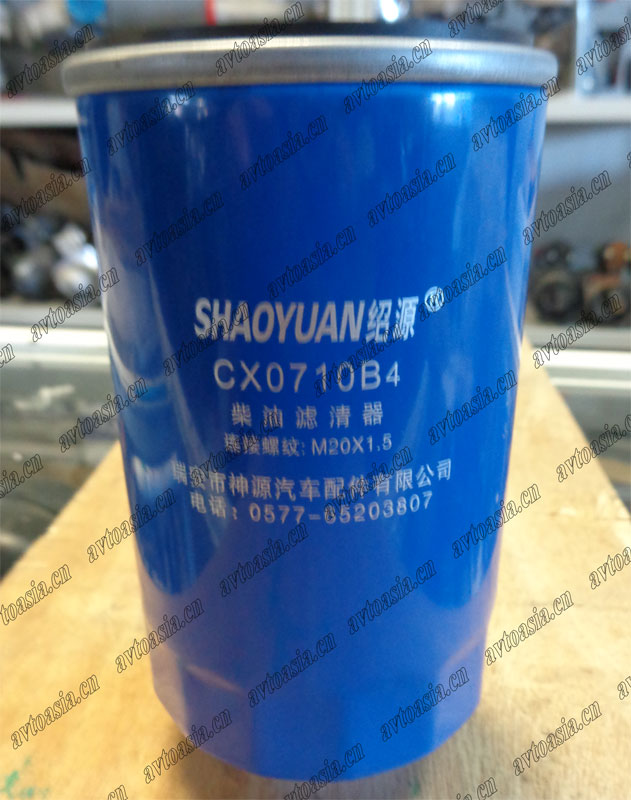 SHAOYUAN绍源®
CX0710B4
柴油滤清器
连接螺纹: M20X1.5
瑞安市神源汽车配件有限公司
电话: 0577-65203807
avtoasia.cn